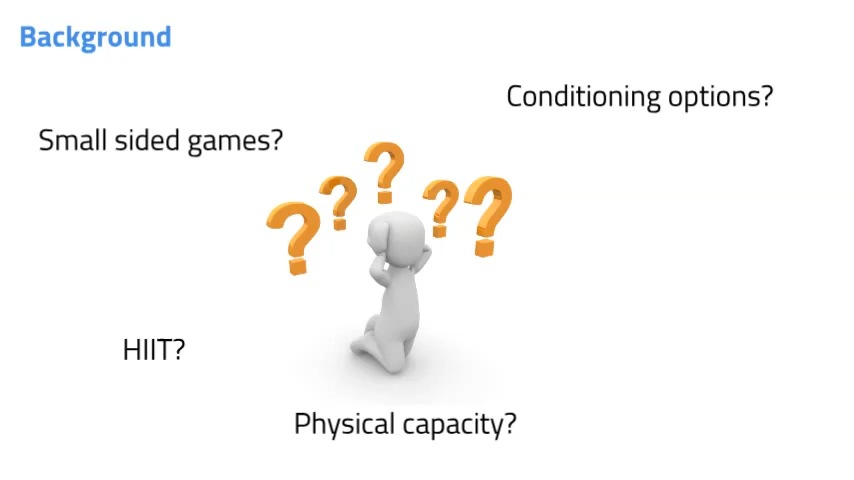 Background
Conditioning options?
Small sided games?
HIIT?
Physical capacity?